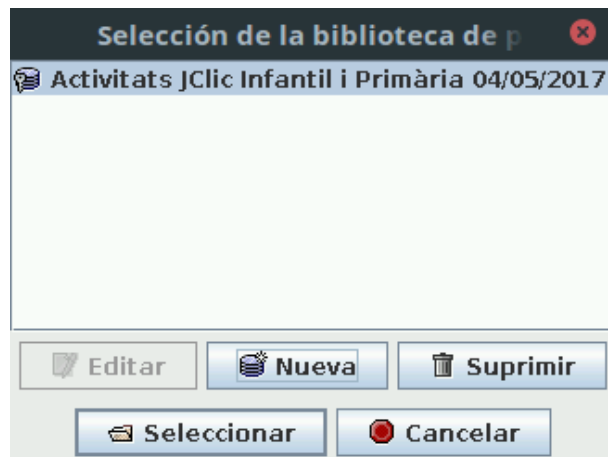 Selección de la biblioteca de p
Activitats JClic Infantil i Primària 04/05/2017
Editar Nueva Suprimir
Seleccionar Cancelar